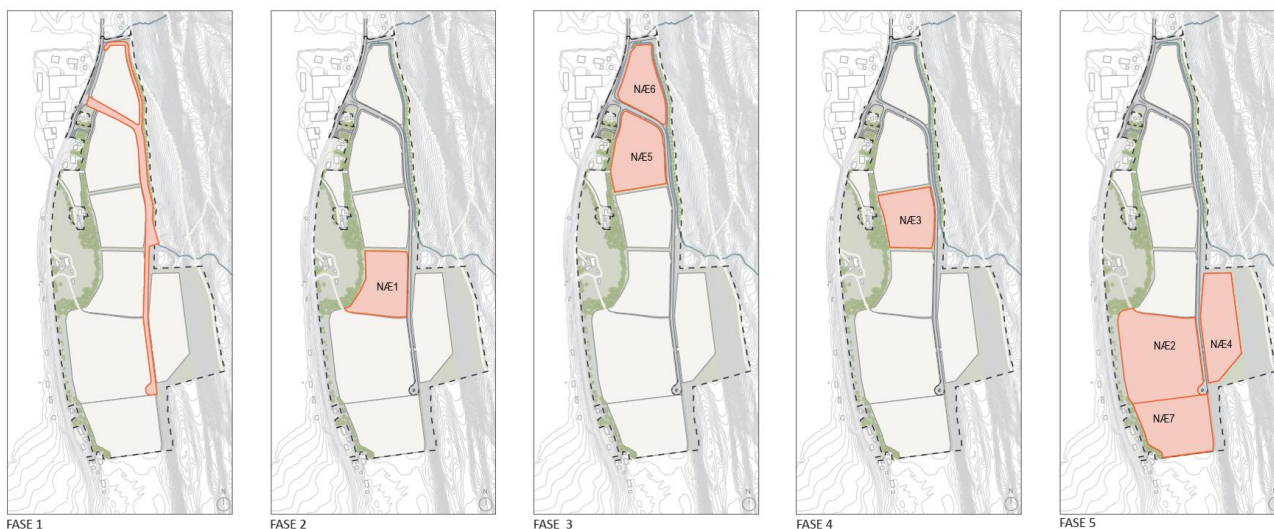 NÆ6
NÆ5
NÆ3
NÆ1
NÆ2
NÆ4
NÆ7
N
N
N
N
N
FASE 1
FASE 2
FASE 3
FASE 4
FASE 5